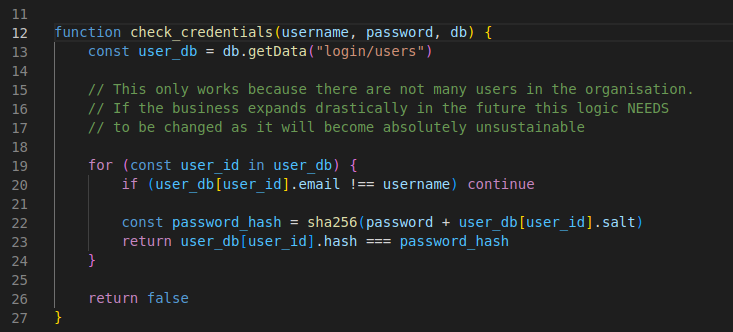 11
12 function check_credentials(username, password, db) {
13     const user_db = db.getData("login/users")
14
15     // This only works because there are not many users in the organisation.
16     // If the business expands drastically in the future this logic NEEDS
17     // to be changed as it will become absolutely unsustainable
18
19     for (const user_id in user_db) {
20         if (user_db[user_id].email !== username) continue
21
22         const password_hash = sha256(password + user_db[user_id].salt)
23         return user_db[user_id].hash === password_hash
24     }
25
26     return false
27 }